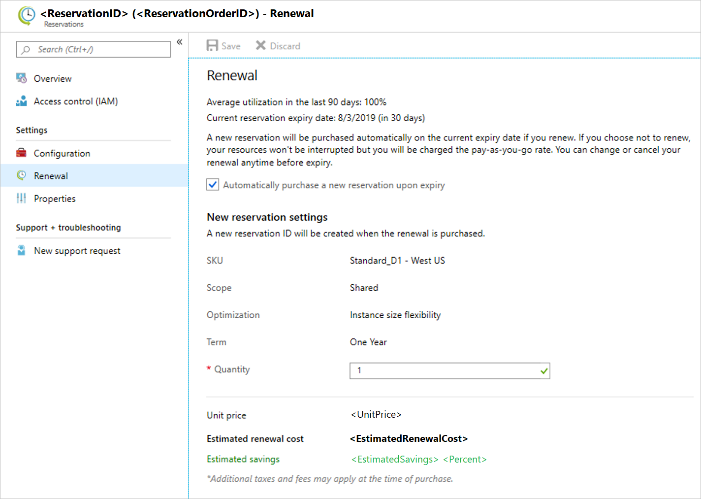 <ReservationID> (<ReservationOrderID>) - Renewal
Reservations
Search (Ctrl+/)
«
Overview
Access control (IAM)
Settings
Configuration
Renewal
Properties
Support + troubleshooting
New support request
Save
Discard
Renewal
Average utilization in the last 90 days: 100%
Current reservation expiry date: 8/3/2019 (in 30 days)
A new reservation will be purchased automatically on the current expiry date if you renew. If you choose not to renew,
your resources won't be interrupted but you will be charged the pay-as-you-go rate. You can change or cancel your
renewal anytime before expiry.
Automatically purchase a new reservation upon expiry
New reservation settings
A new reservation ID will be created when the renewal is purchased.
SKU Standard_D1 - West US
Scope Shared
Optimization Instance size flexibility
Term One Year
* Quantity 1
Unit price <UnitPrice>
Estimated renewal cost <EstimatedRenewalCost>
Estimated savings <EstimatedSavings> <Percent>
*Additional taxes and fees may apply at the time of purchase.